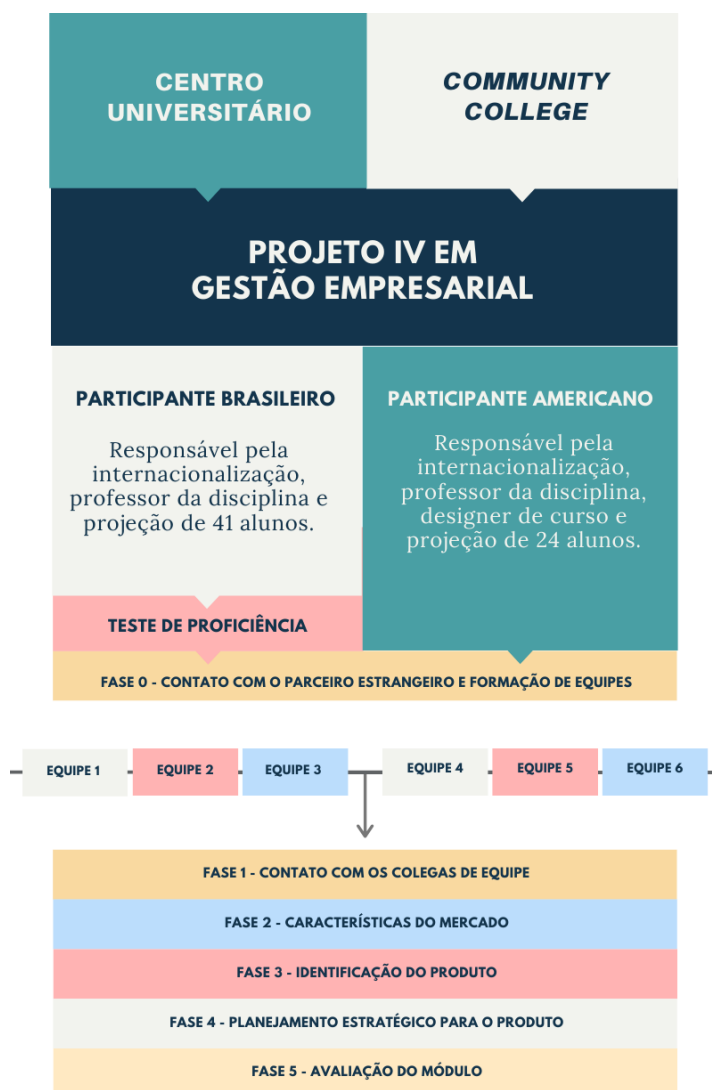 CENTRO
UNIVERSITÁRIO
COMMUNITY
COLLEGE
PROJETO IV EM
GESTÃO EMPRESARIAL
PARTICIPANTE BRASILEIRO
Responsável pela
internacionalização,
professor da disciplina e
projeção de 41 alunos.
PARTICIPANTE AMERICANO
Responsável pela
internacionalização,
professor da disciplina,
designer de curso e
projeção de 24 alunos.
TESTE DE PROFICIÊNCIA
FASE 0 - CONTATO COM O PARCEIRO ESTRANGEIRO E FORMAÇÃO DE EQUIPES
EQUIPE 1
EQUIPE 2
EQUIPE 3
EQUIPE 4
EQUIPE 5
EQUIPE 6
FASE 1 - CONTATO COM OS COLEGAS DE EQUIPE
FASE 2 - CARACTERÍSTICAS DO MERCADO
FASE 3 - IDENTIFICAÇÃO DO PRODUTO
FASE 4 - PLANEJAMENTO ESTRATÉGICO PARA O PRODUTO
FASE 5 - AVALIAÇÃO DO MÓDULO